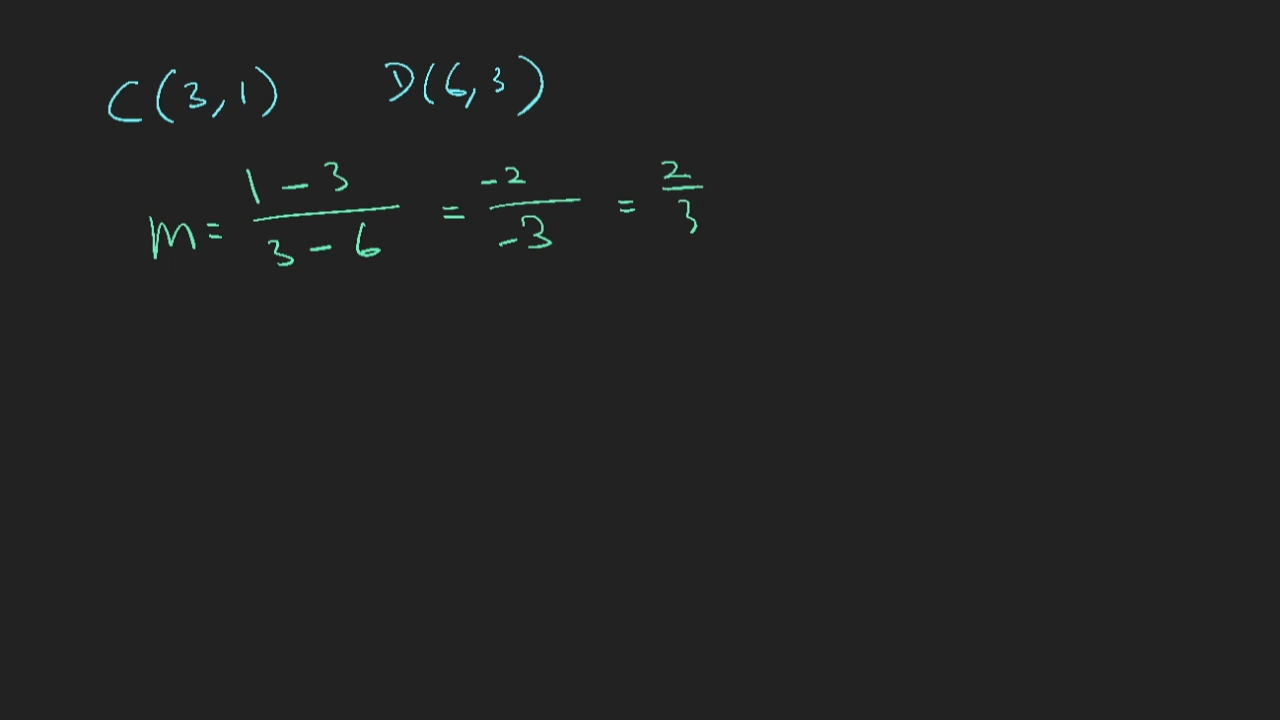 C(3,1) D(6,3)
m= 1-3/3-6 = -2/-3 = 2/3